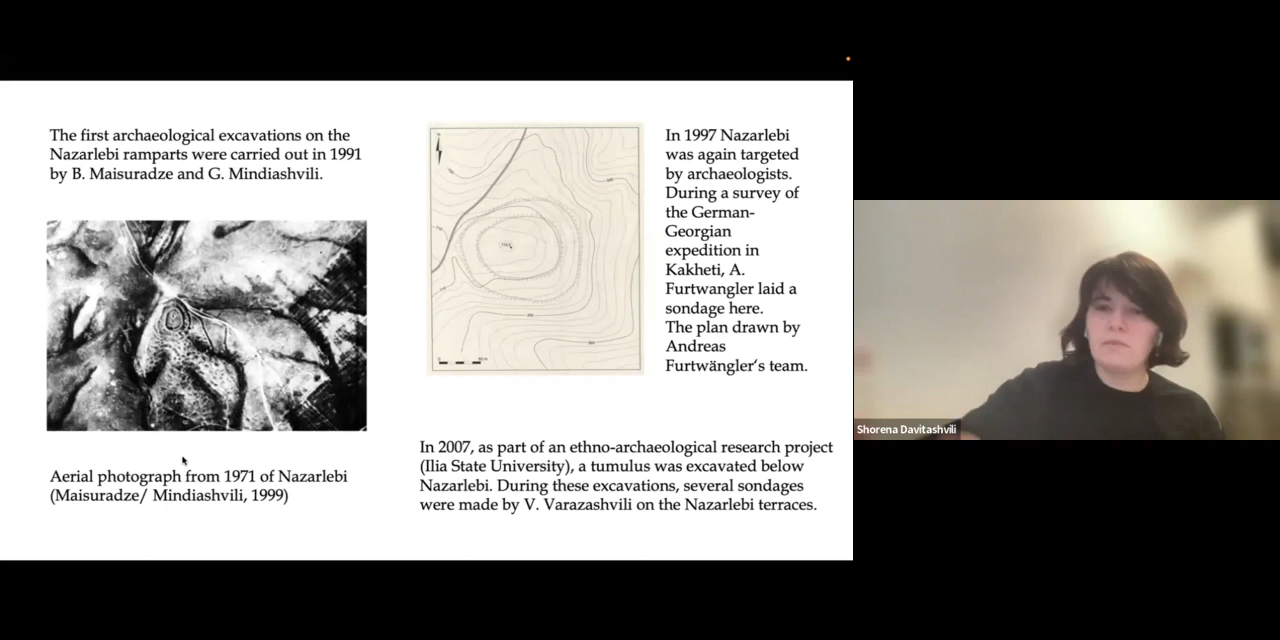 The first archaeological excavations on the
Nazarlebi ramparts were carried out in 1991
by B. Maisuradze and G. Mindiashvili.
Aerial photograph from 1971 of Nazarlebi
(Maisuradze/ Mindiashvili, 1999)
In 1997 Nazarlebi
was again targeted
by archaeologists.
During a survey of
the German-
Georgian
expedition in
Kakheti, A.
Furtwangler laid a
sondage here.
The plan drawn by
Andreas
Furtwängler‘s team.
In 2007, as part of an ethno-archaeological research project
(Ilia State University), a tumulus was excavated below
Nazarlebi. During these excavations, several sondages
were made by V. Varazashvili on the Nazarlebi terraces.
Shorena Davitashvili